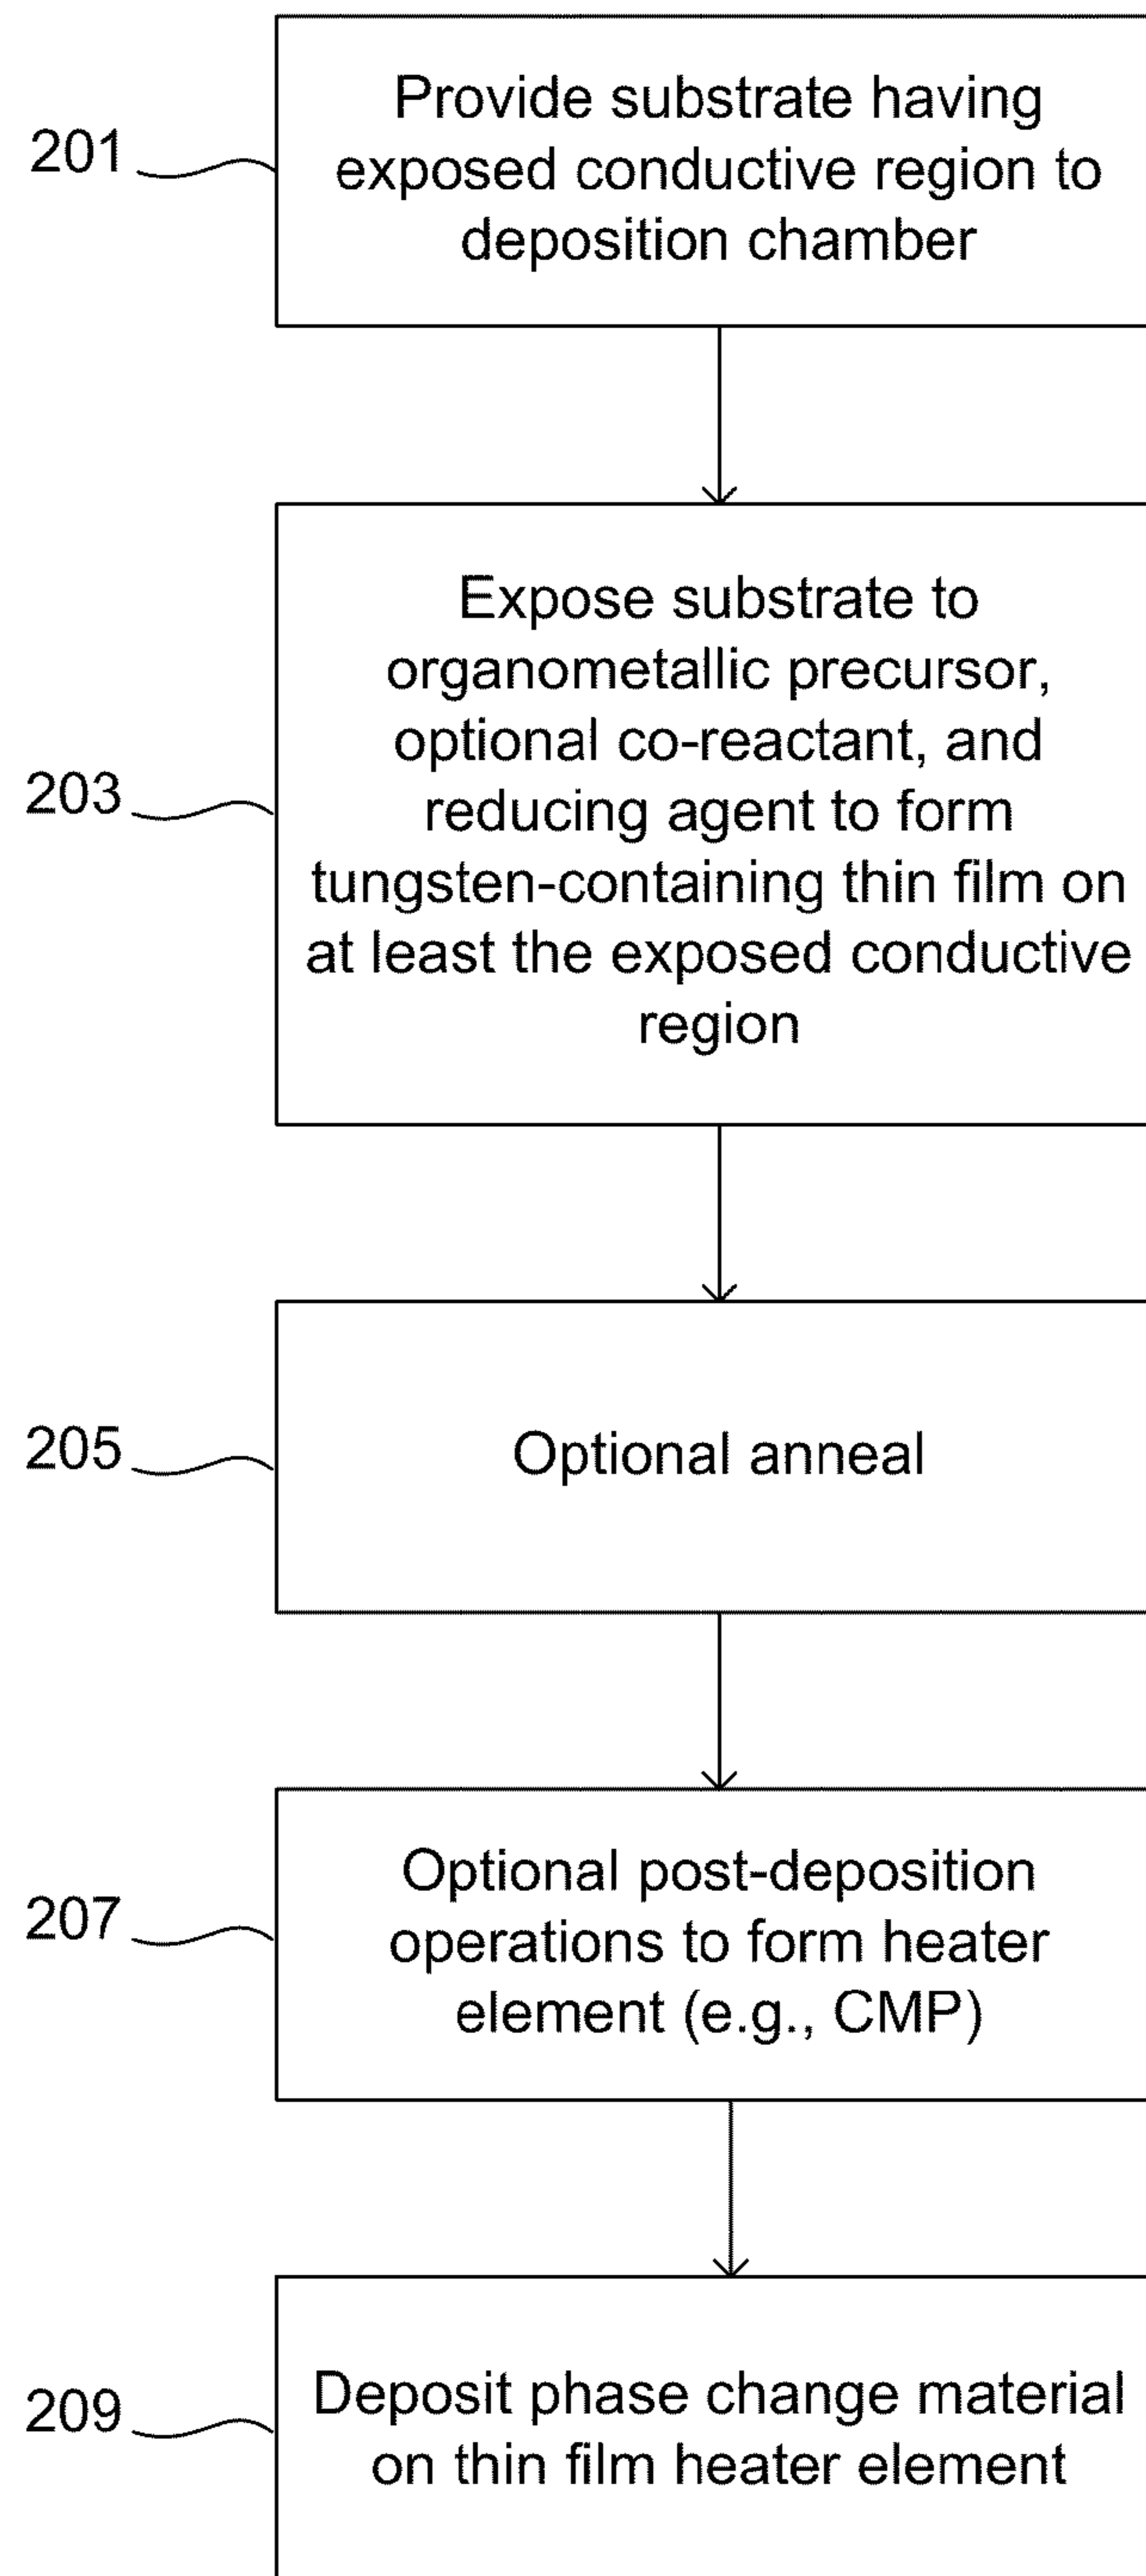 201
Provide substrate having
exposed conductive region to
deposition chamber
203
Expose substrate to
organometallic precursor,
optional co-reactant, and
reducing agent to form
tungsten-containing thin film on
at least the exposed conductive
region
205
Optional anneal
207
Optional post-deposition
operations to form heater
element (e.g., CMP)
209
Deposit phase change material
on thin film heater element